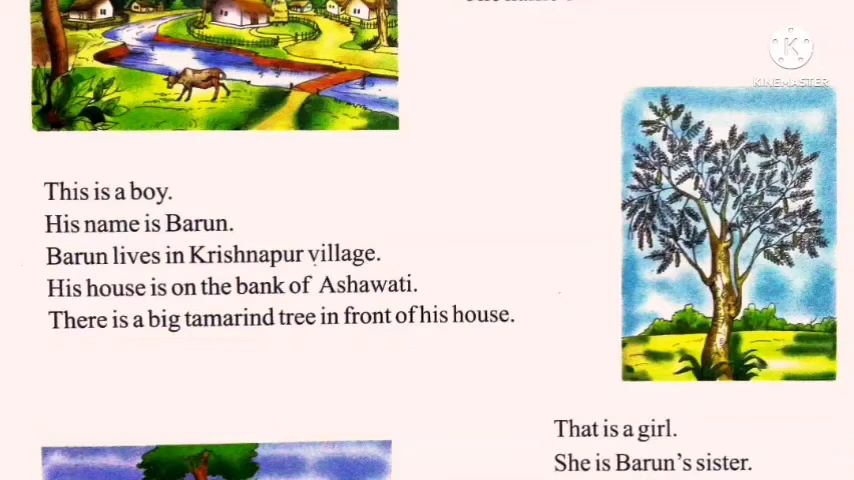 This is a boy.
His name is Barun.
Barun lives in Krishnapur village.
His house is on the bank of Ashawati.
There is a big tamarind tree in front of his house.
KINEMASTER
That is a girl.
She is Barun's sister.